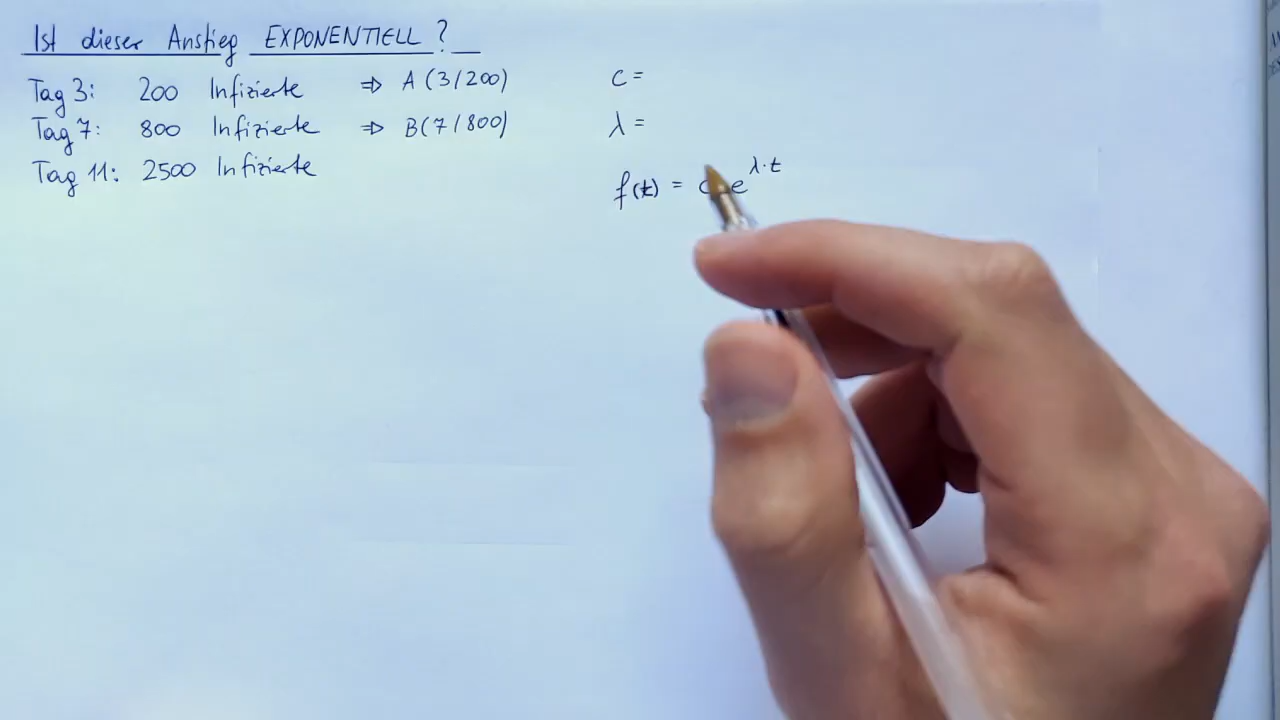 Ist dieser Anstieg EXPONENTIELL?
Tag 3: 200 Infizierte ⇒ A(3/200)
Tag 7: 800 Infizierte ⇒ B(7/800)
Tag 11: 2500 Infizierte
c =
λ =
f(t) = c e^λ·t